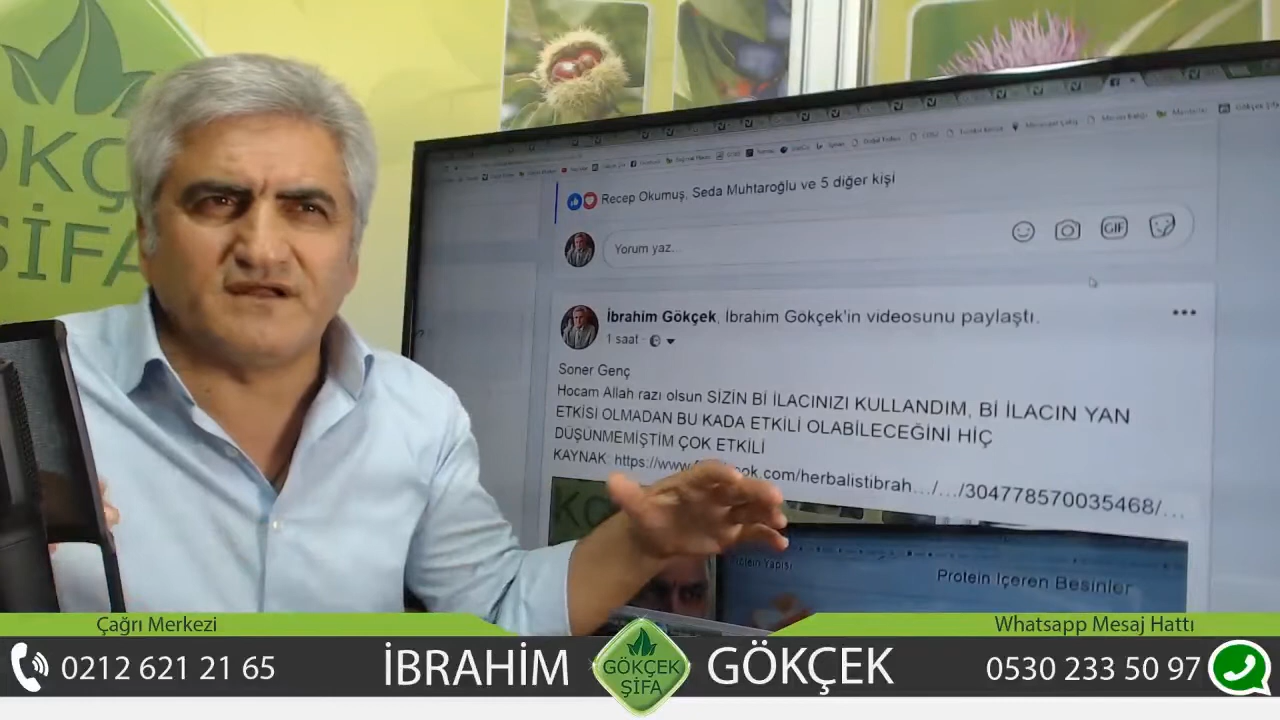 GÖKÇ
ŞİFA
Recep Okumuş, Seda Muhtaroğlu ve 5 diğer kişi
Yorum yaz...
GIF
İbrahim Gökçek, İbrahim Gökçek'in videosunu paylaştı.
1 saat
Soner Genç
Hocam Allah razı olsun SİZİN Bİ İLACINIZI KULLANDIM, Bİ İLACIN YAN
ETKİSİ OLMADAN BU KADA ETKİLİ OLABİLECEĞİNİ HİÇ
DÜŞÜNMEMİŞTİM ÇOK ETKİLİ
KAYNAK: https://www.
ok.com/herbalistibrah…/…/304778570035468/…
Protein İçeren Besinler
Çağrı Merkezi
Whatsapp Mesaj Hattı
0212 621 21 65
İBRAHİM
GÖKÇEK
ŞİFA
GÖKÇEK
0530 233 50 97